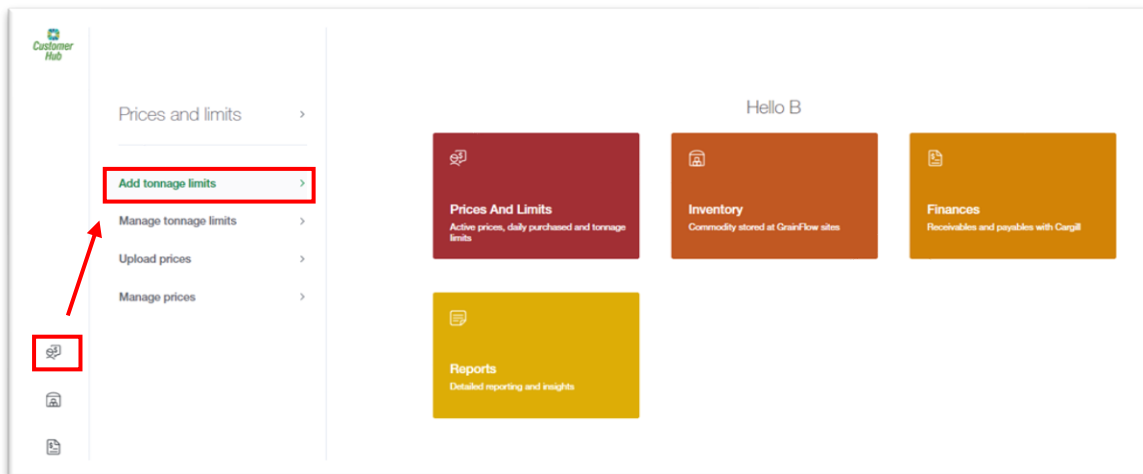 Customer
Hub
Prices and limits
Add tonnage limits
Manage tonnage limits
Upload prices
Manage prices
Hello B
Prices And Limits
Active prices, daily purchased and tonnage
limits
Inventory
Commodity stored at GrainFlow sites
Finances
Receivables and payables with Cargill
Reports
Detailed reporting and insights